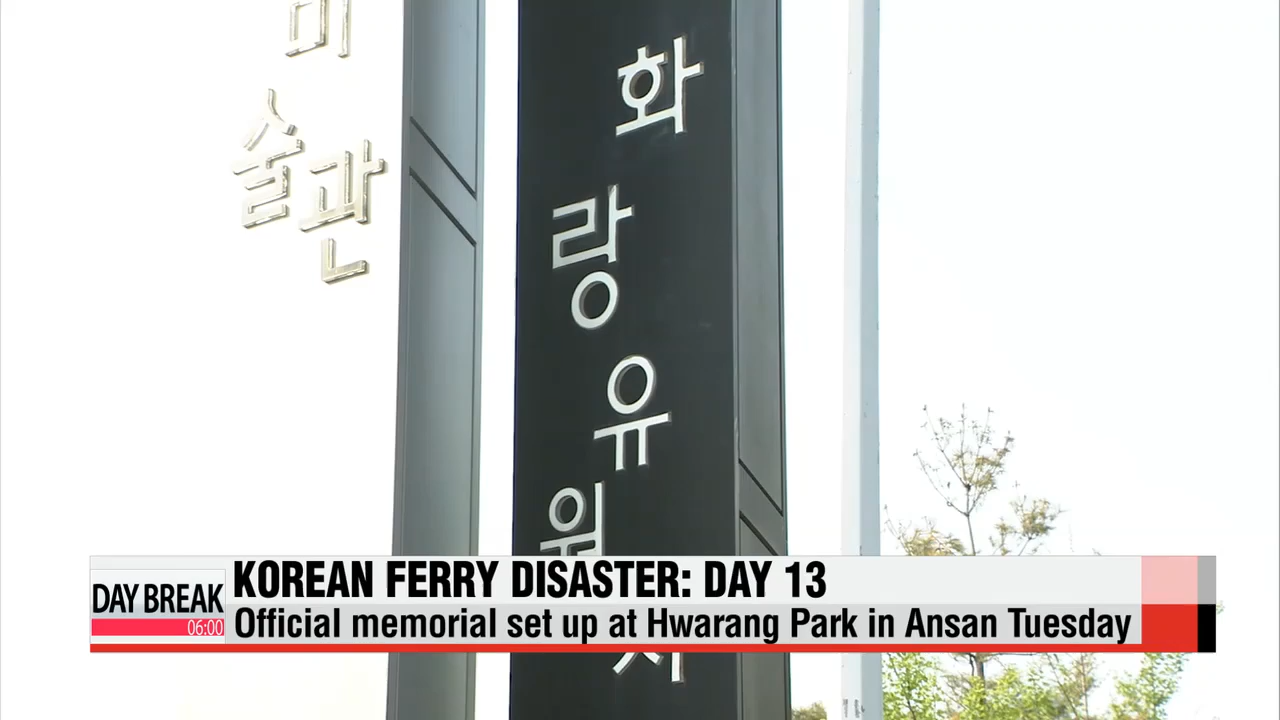 미술관
화랑유원지
DAY BREAK
06:00
KOREAN FERRY DISASTER: DAY 13
Official memorial set up at Hwarang Park in Ansan Tuesday